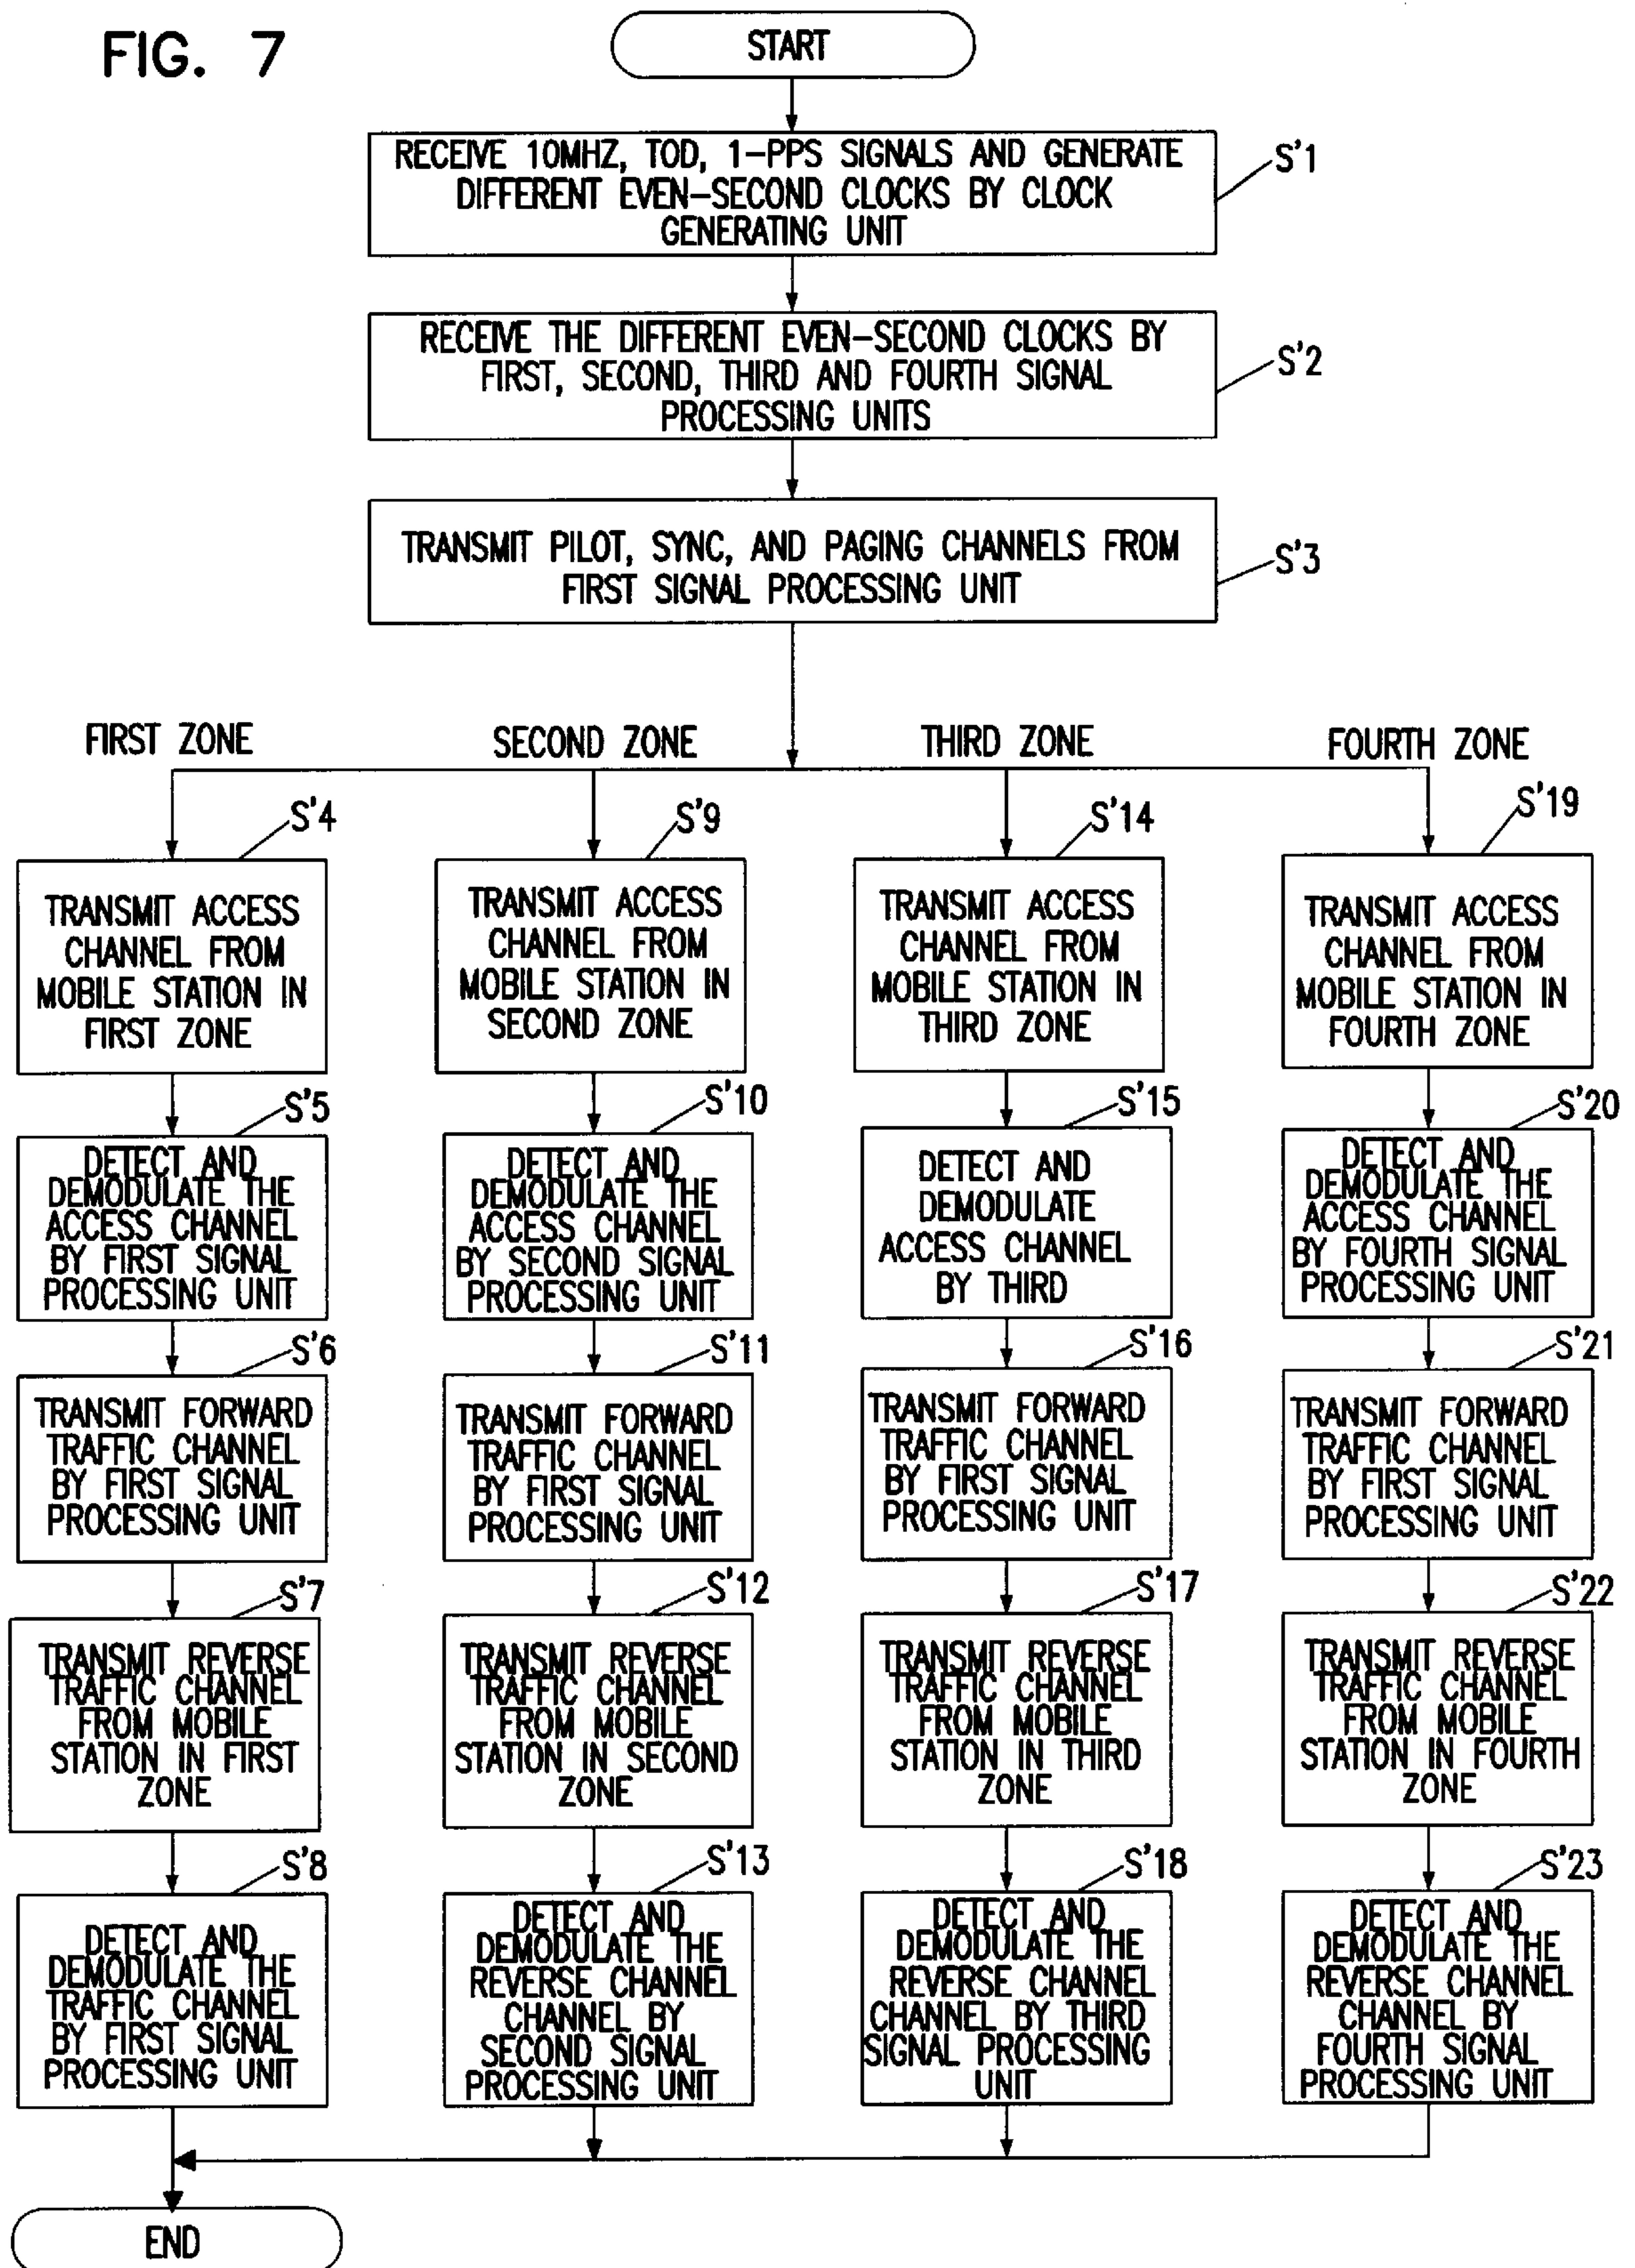 FIG. 7
START
RECEIVE 10MHZ, TOD, 1-PPS SIGNALS AND GENERATE
DIFFERENT EVEN-SECOND CLOCKS BY CLOCK
GENERATING UNIT
S'1
RECEIVE THE DIFFERENT EVEN-SECOND CLOCKS BY
FIRST, SECOND, THIRD AND FOURTH SIGNAL
PROCESSING UNITS
S'2
TRANSMIT PILOT, SYNC, AND PAGING CHANNELS FROM
FIRST SIGNAL PROCESSING UNIT
S'3
FIRST ZONE
S'4
TRANSMIT ACCESS
CHANNEL FROM
MOBILE STATION IN
FIRST ZONE
S'5
DETECT AND
DEMODULATE THE
ACCESS CHANNEL
BY FIRST SIGNAL
PROCESSING UNIT
S'6
TRANSMIT FORWARD
TRAFFIC CHANNEL
BY FIRST SIGNAL
PROCESSING UNIT
S'7
TRANSMIT REVERSE
TRAFFIC CHANNEL
FROM MOBILE
STATION IN FIRST
ZONE
S'8
DETECT AND
DEMODULATE THE
TRAFFIC CHANNEL
BY FIRST SIGNAL
PROCESSING UNIT
SECOND ZONE
S'9
TRANSMIT ACCESS
CHANNEL FROM
MOBILE STATION IN
SECOND ZONE
S'10
DETECT AND
DEMODULATE THE
ACCESS CHANNEL
BY SECOND SIGNAL
PROCESSING UNIT
S'11
TRANSMIT FORWARD
TRAFFIC CHANNEL
BY FIRST SIGNAL
PROCESSING UNIT
S'12
TRANSMIT REVERSE
TRAFFIC CHANNEL
FROM MOBILE
STATION IN SECOND
ZONE
S'13
DETECT AND
DEMODULATE THE
REVERSE CHANNEL
CHANNEL BY
SECOND SIGNAL
PROCESSING UNIT
THIRD ZONE
S'14
TRANSMIT ACCESS
CHANNEL FROM
MOBILE STATION IN
THIRD ZONE
S'15
DETECT AND
DEMODULATE
ACCESS CHANNEL
BY THIRD
S'16
TRANSMIT FORWARD
TRAFFIC CHANNEL
BY FIRST SIGNAL
PROCESSING UNIT
S'17
TRANSMIT REVERSE
TRAFFIC CHANNEL
FROM MOBILE
STATION IN THIRD
ZONE
S'18
DETECT AND
DEMODULATE THE
REVERSE CHANNEL
CHANNEL BY THIRD
SIGNAL PROCESSING
UNIT
FOURTH ZONE
S'19
TRANSMIT ACCESS
CHANNEL FROM
MOBILE STATION IN
FOURTH ZONE
S'20
DETECT AND
DEMODULATE THE
ACCESS CHANNEL
BY FOURTH SIGNAL
PROCESSING UNIT
S'21
TRANSMIT FORWARD
TRAFFIC CHANNEL
BY FIRST SIGNAL
PROCESSING UNIT
S'22
TRANSMIT REVERSE
TRAFFIC CHANNEL
FROM MOBILE
STATION IN FOURTH
ZONE
S'23
DETECT AND
DEMODULATE THE
REVERSE CHANNEL
CHANNEL BY
FOURTH SIGNAL
PROCESSING UNIT
END